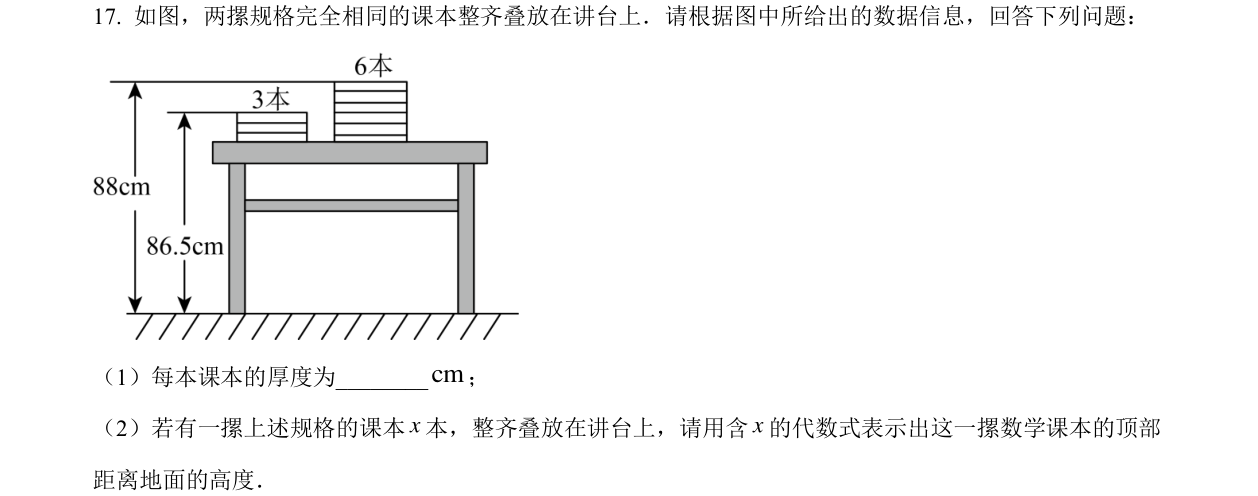 17. 如图，两摞规格完全相同的课本整齐叠放在讲台上．请根据图中所给出的数据信息，回答下列问题：
6本
3本
88cm
86.5cm
（1）每本课本的厚度为________cm；
（2）若有一摞上述规格的课本x本，整齐叠放在讲台上，请用含x的代数式表示出这一摞数学课本的顶部
距离地面的高度．